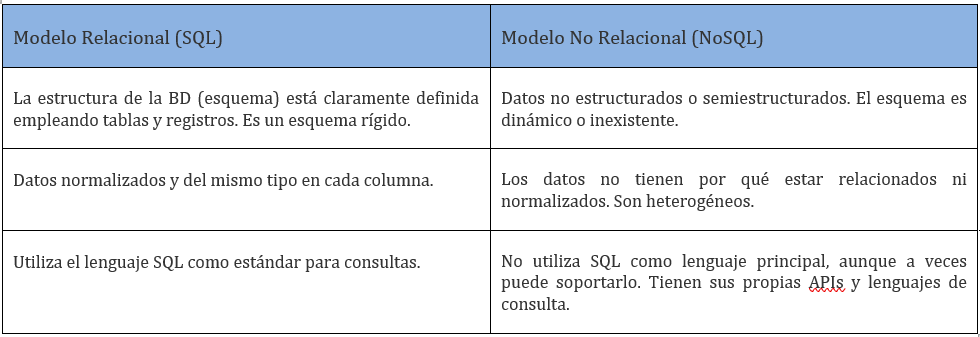 Modelo Relacional (SQL)
Modelo No Relacional (NoSQL)
La estructura de la BD (esquema) está claramente definida
empleando tablas y registros. Es un esquema rígido.
Datos no estructurados o semiestructurados. El esquema es
dinámico o inexistente.
Datos normalizados y del mismo tipo en cada columna.
Los datos no tienen por qué estar relacionados ni
normalizados. Son heterogéneos.
Utiliza el lenguaje SQL como estándar para consultas.
No utiliza SQL como lenguaje principal, aunque a veces
puede soportarlo. Tienen sus propias APIs y lenguajes de
consulta.